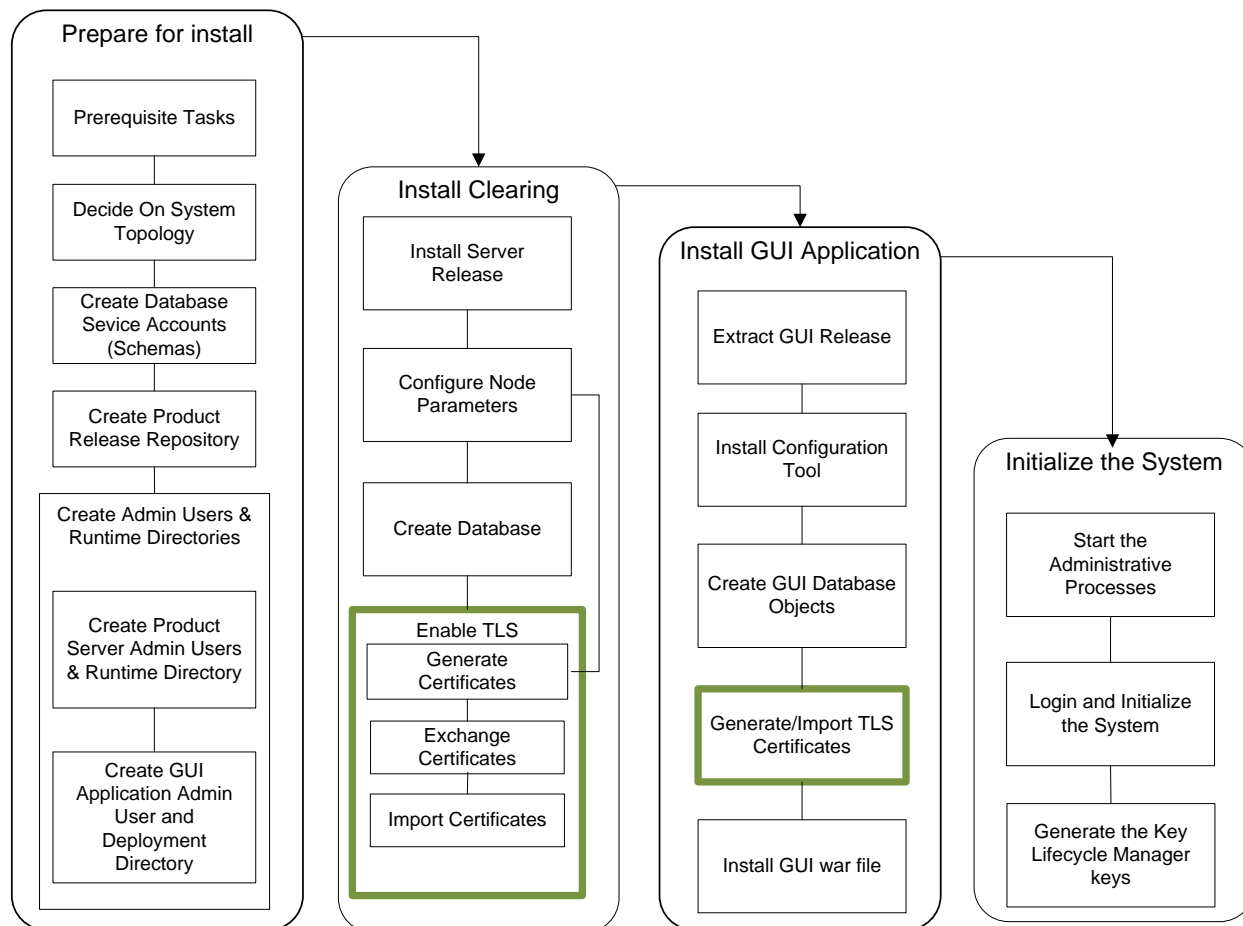 Prepare for install
Prerequisite Tasks
Decide On System
Topology
Create Database
Sevice Accounts
(Schemas)
Create Product
Release Repository
Create Admin Users &
Runtime Directories
Create Product
Server Admin Users
& Runtime Directory
Create GUI
Application Admin
User and
Deployment
Directory
Install Clearing
Install Server
Release
Configure Node
Parameters
Create Database
Enable TLS
Generate
Certificates
Exchange
Certificates
Import Certificates
Install GUI Application
Extract GUI Release
Install Configuration
Tool
Create GUI Database
Objects
Generate/Import TLS
Certificates
Install GUI war file
Initialize the System
Start the
Administrative
Processes
Login and Initialize
the System
Generate the Key
Lifecycle Manager
keys